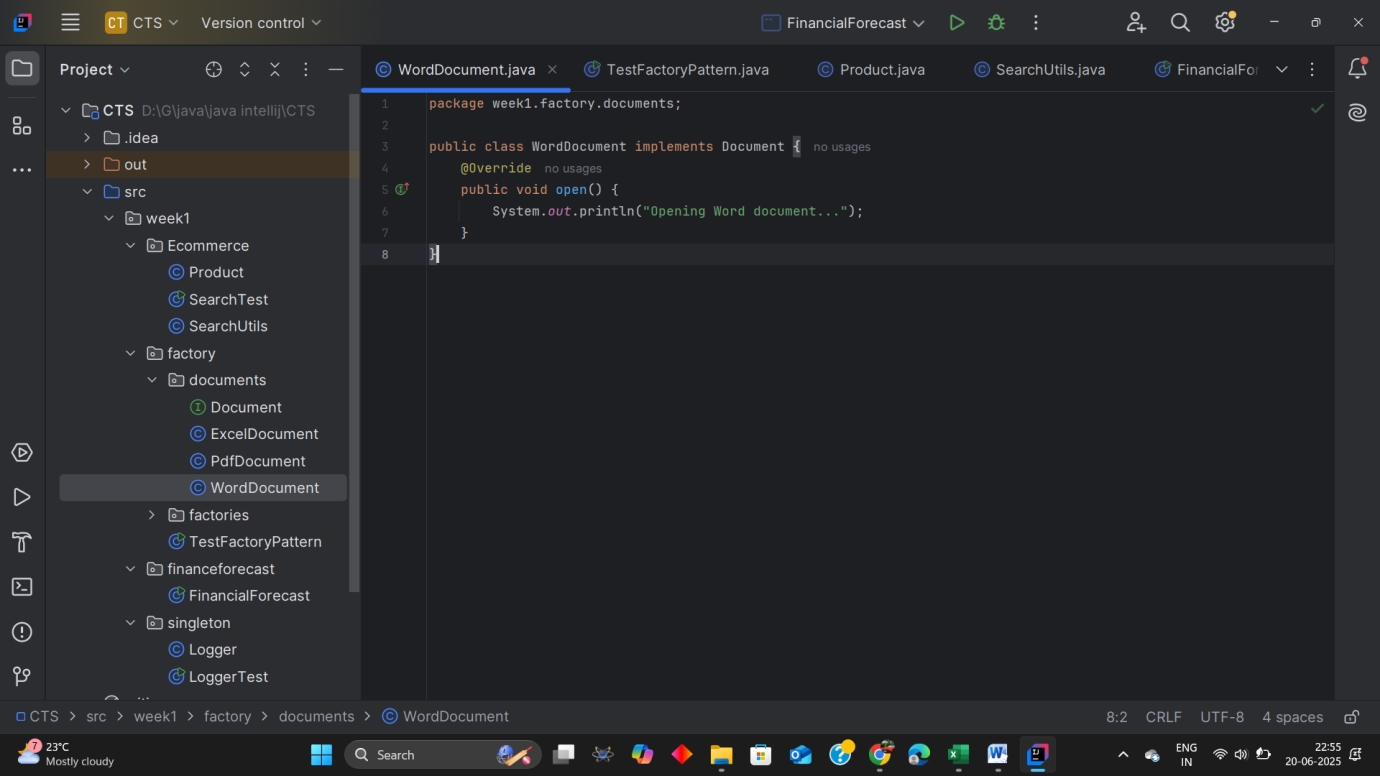 CT CTS Version control FinancialForecast
Project
WordDocument.java TestFactoryPattern.java Product.java SearchUtils.java FinancialFo
CTS D:\G\java\java intellij\CTS
.idea
out
src
week1
Ecommerce
Product
SearchTest
SearchUtils
factory
documents
Document
ExcelDocument
PdfDocument
WordDocument
factories
TestFactoryPattern
financeforecast
FinancialForecast
singleton
Logger
LoggerTest
1 package week1.factory.documents;
2
3 public class WordDocument implements Document { no usages
4 @Override no usages
5 public void open() {
6 System.out.println("Opening Word document...");
7 }
8 }
CTS > src > week1 > factory > documents > WordDocument
8:2 CRLF UTF-8 4 spaces
7 23°C
Mostly cloudy
Search
ENG
IN
22:55
20-06-2025